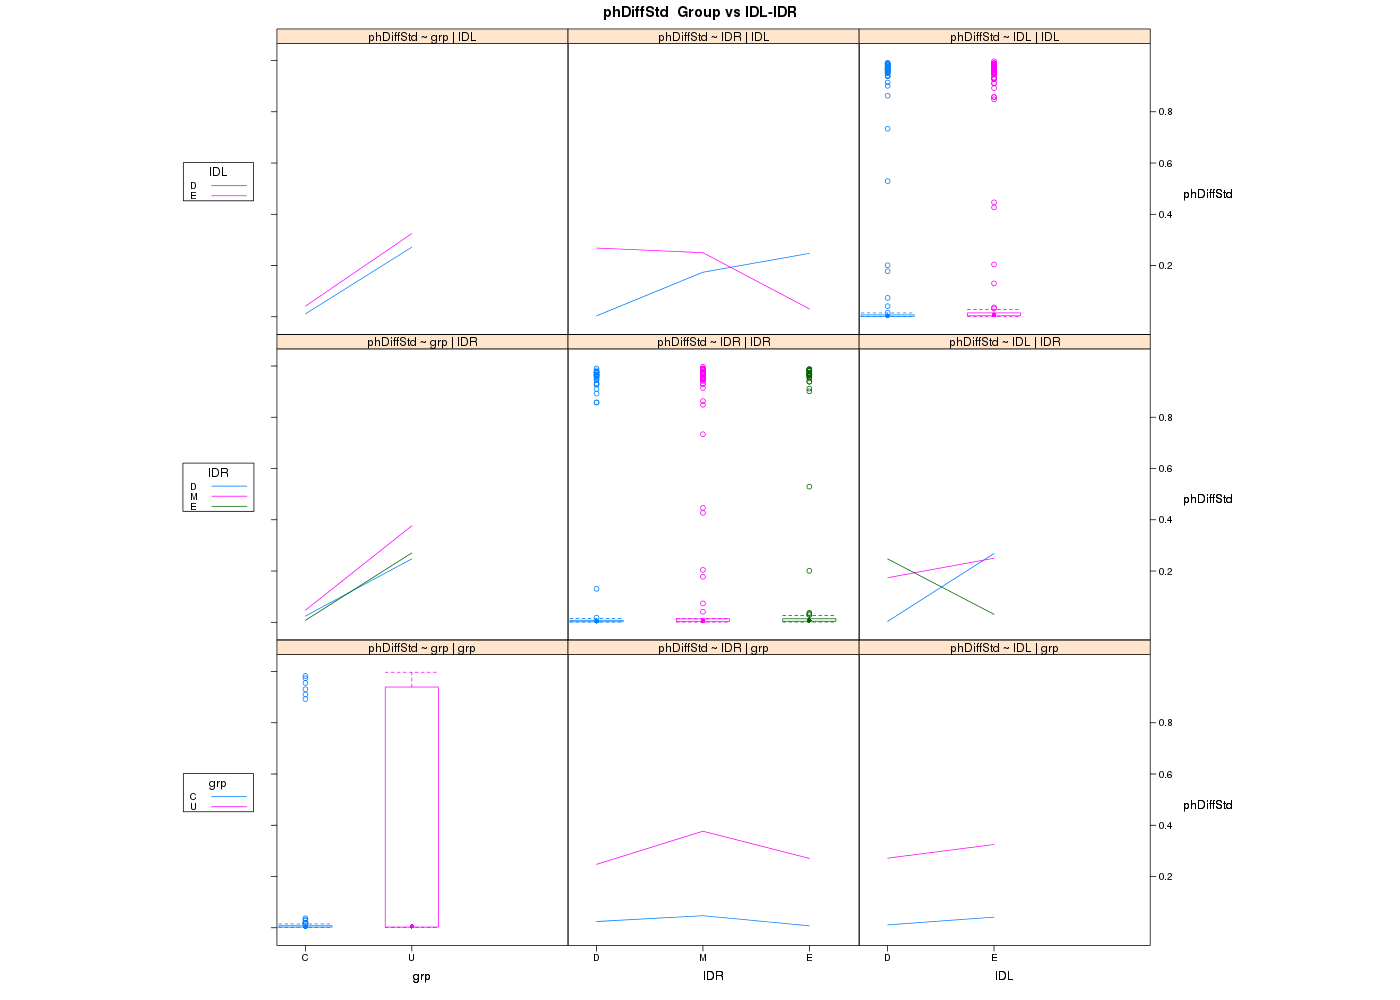 phDiffStd  Group vs IDL-IDR
phDiffStd ~ grp | IDL
phDiffStd ~ IDR | IDL
phDiffStd ~ IDL | IDL
IDL
D
E
0.8
0.6
0.4
0.2
phDiffStd
phDiffStd ~ grp | IDR
phDiffStd ~ IDR | IDR
phDiffStd ~ IDL | IDR
IDR
D
M
E
0.8
0.6
0.4
0.2
phDiffStd
phDiffStd ~ grp | grp
phDiffStd ~ IDR | grp
phDiffStd ~ IDL | grp
grp
C
U
0.8
0.6
0.4
0.2
phDiffStd
C
U
D
M
E
D
E
grp
IDR
IDL